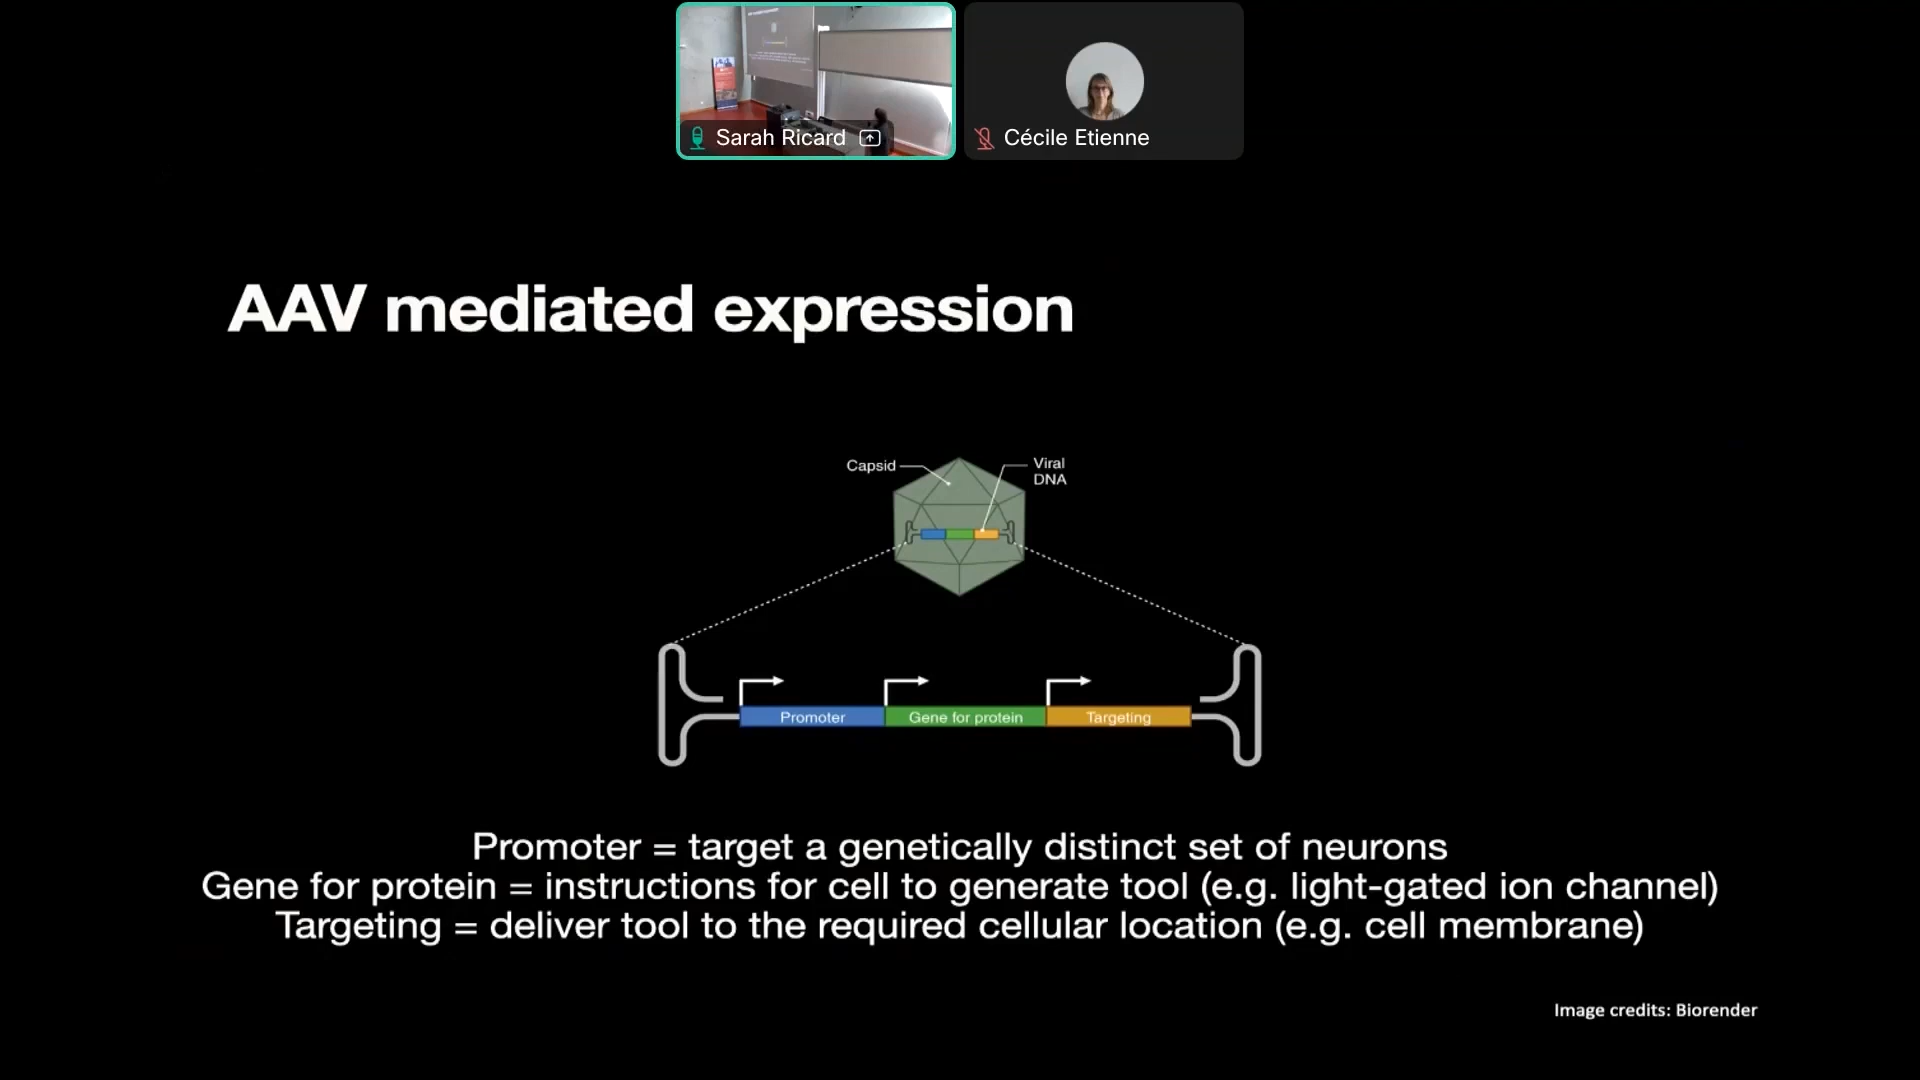 Sarah Ricard
Cécile Etienne
AAV mediated expression
Capsid
Viral
DNA
Promoter
Gene for protein
Targeting
Promoter = target a genetically distinct set of neurons
Gene for protein = instructions for cell to generate tool (e.g. light-gated ion channel)
Targeting = deliver tool to the required cellular location (e.g. cell membrane)
Image credits: Biorender